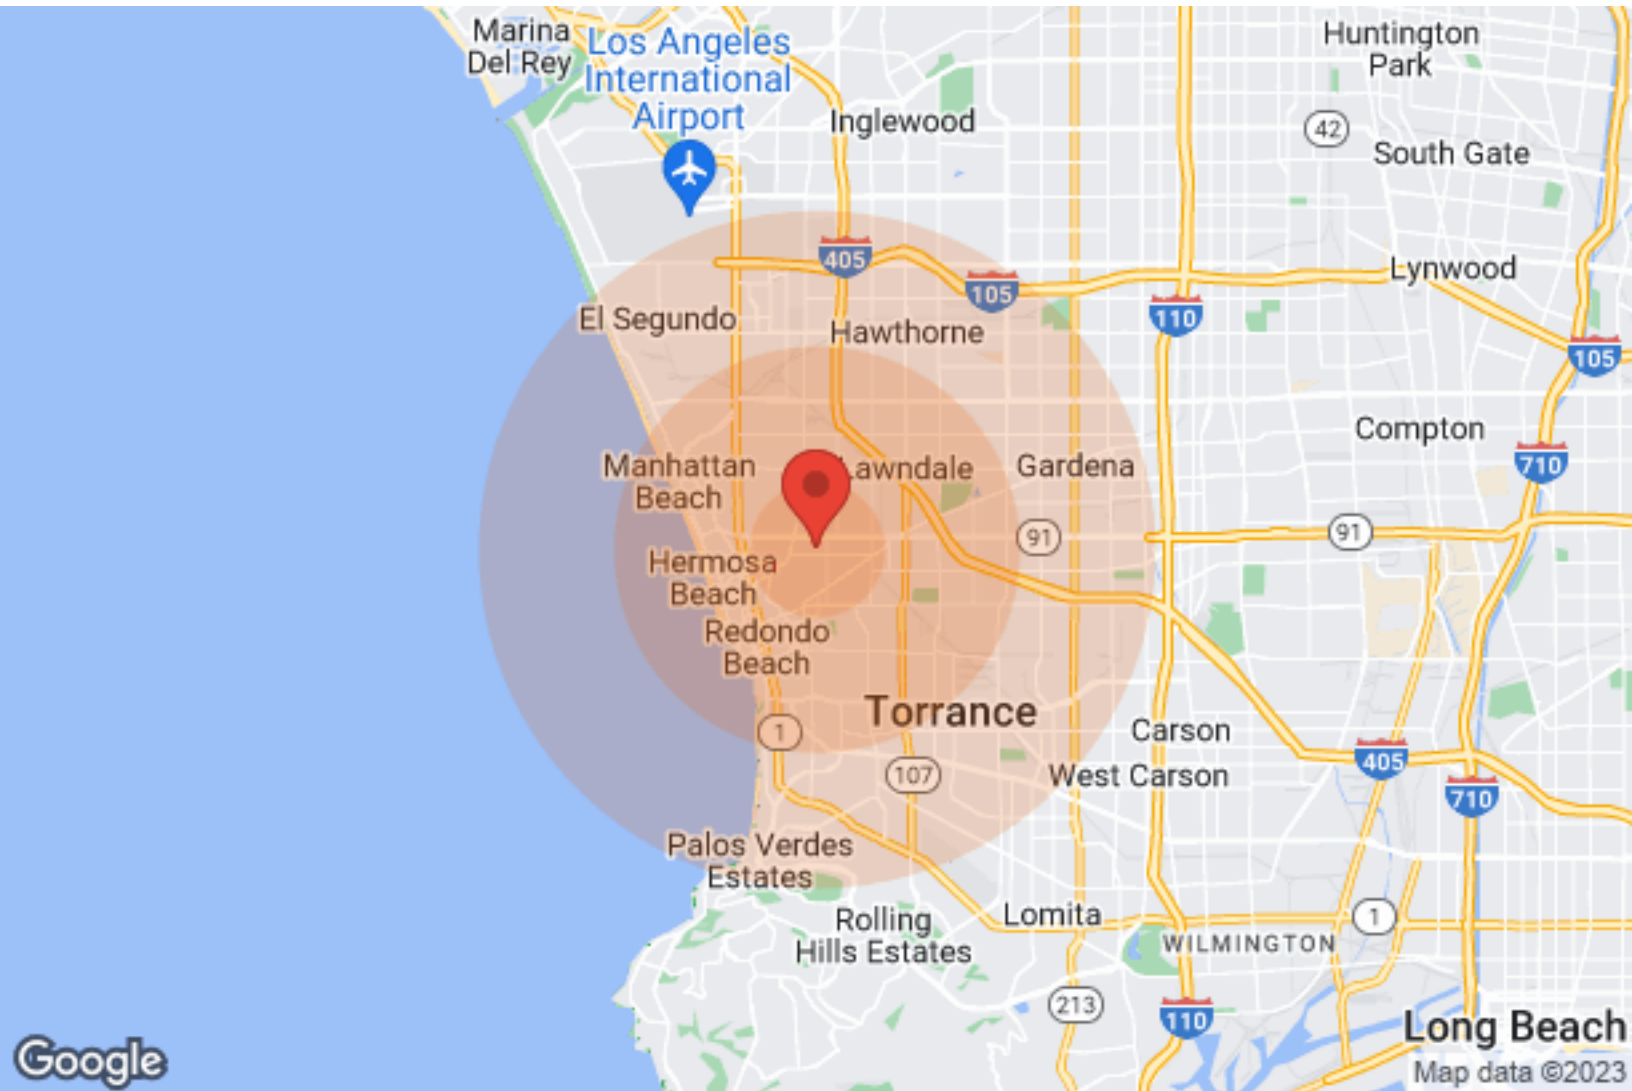 Marina
Del Rey
Los Angeles
International
Airport
Huntington
Park
Inglewood
42
South Gate
405
105
Lynwood
El Segundo
Hawthorne
110
105
Compton
Manhattan
Beach
Lawndale
Gardena
710
91
91
Hermosa
Beach
Redondo
Beach
Torrance
1
Carson
107
West Carson
405
710
Palos Verdes
Estates
Rolling
Hills Estates
Lomita
1
WILMINGTON
213
110
Long Beach
Google
Map data ©2023